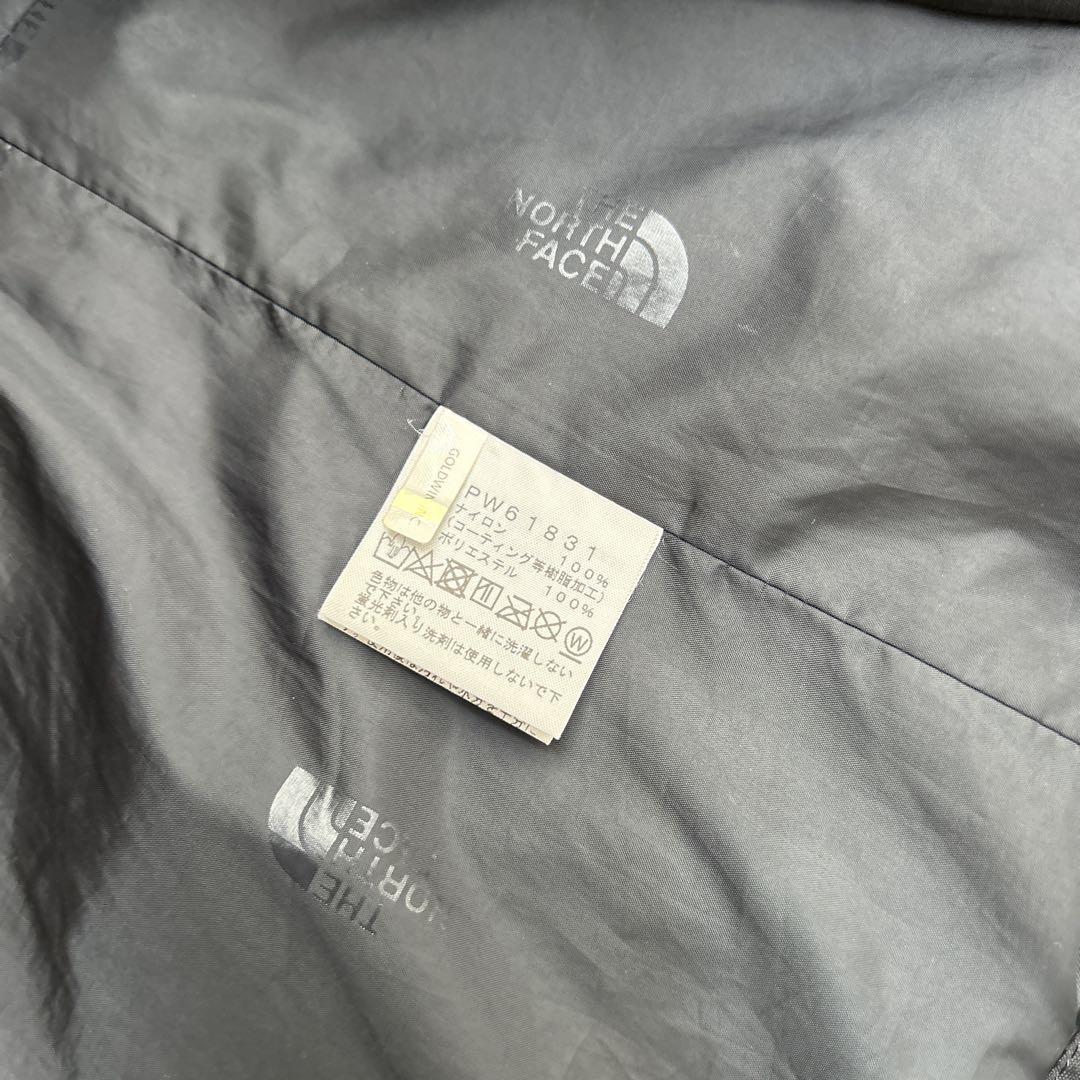 THE
NORTH
FACE
GOLDWIN
PW61831
ナイロン 100%
(コーティング等樹脂加工)
ポリエステル 100%
W
色物は他の物と一緒に洗濯しない
で下さい。
蛍光剤入り洗剤は使用しないで下
さい。
THE
NORTH
FACE